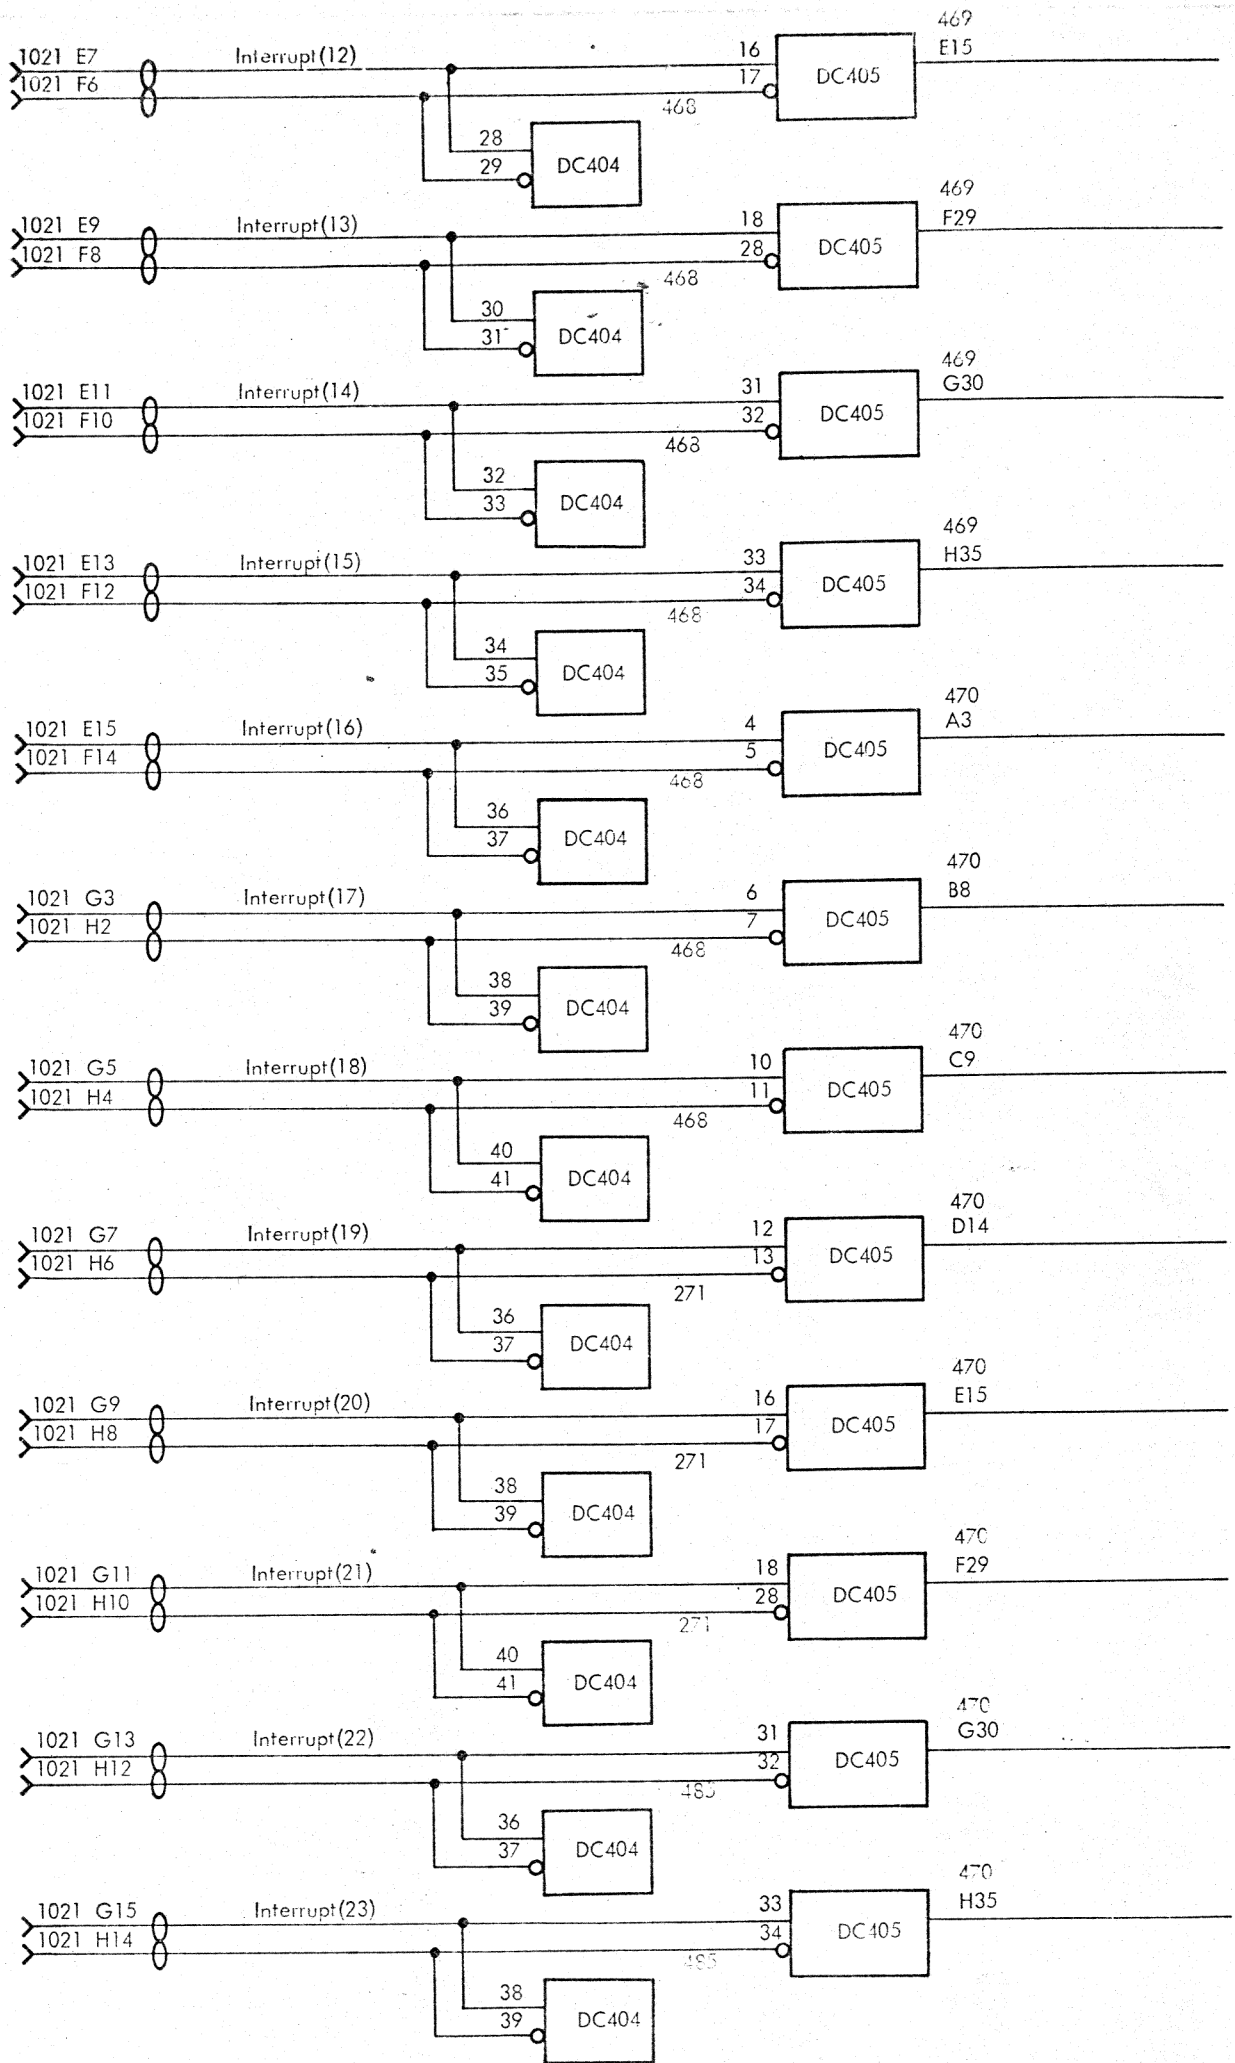 469
1021 E7 Interrupt(12) 16 E15
1021 F6 17 DC405
468
28
29 DC404
469
1021 E9 Interrupt(13) 18 F29
1021 F8 28 DC405
468
30
31 DC404
469
1021 E11 Interrupt(14) 31 G30
1021 F10 32 DC405
468
32
33 DC404
469
1021 E13 Interrupt(15) 33 H35
1021 F12 34 DC405
468
34
35 DC404
470
1021 E15 Interrupt(16) 4 A3
1021 F14 5 DC405
468
36
37 DC404
470
1021 G3 Interrupt(17) 6 B8
1021 H2 7 DC405
468
38
39 DC404
470
1021 G5 Interrupt(18) 10 C9
1021 H4 11 DC405
468
40
41 DC404
470
1021 G7 Interrupt(19) 12 D14
1021 H6 13 DC405
271
36
37 DC404
470
1021 G9 Interrupt(20) 16 E15
1021 H8 17 DC405
271
38
39 DC404
470
1021 G11 Interrupt(21) 18 F29
1021 H10 28 DC405
271
40
41 DC404
470
1021 G13 Interrupt(22) 31 G30
1021 H12 32 DC405
485
36
37 DC404
470
1021 G15 Interrupt(23) 33 H35
1021 H14 34 DC405
485
38
39 DC404